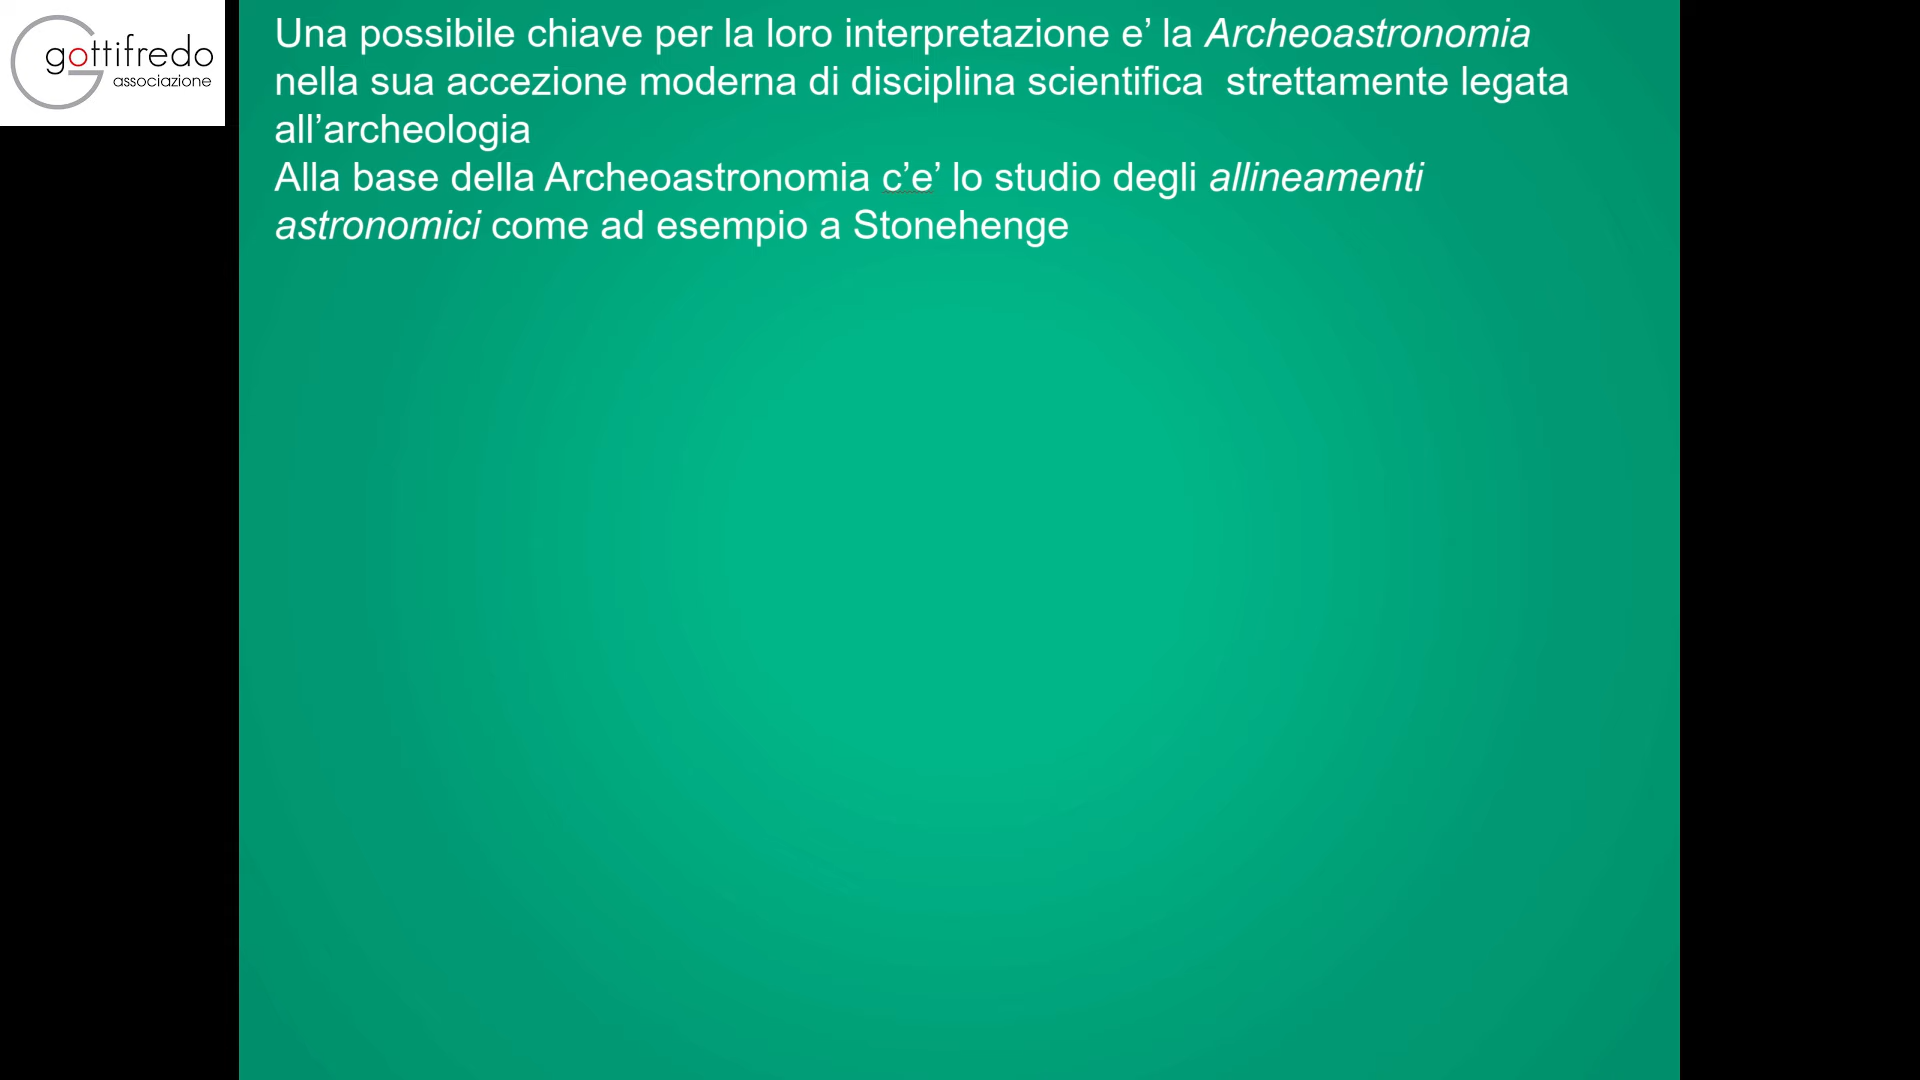 gottifredo
associazione
Una possibile chiave per la loro interpretazione e’ la Archeoastronomia
nella sua accezione moderna di disciplina scientifica  strettamente legata
all’archeologia
Alla base della Archeoastronomia c’e’ lo studio degli allineamenti
astronomici come ad esempio a Stonehenge